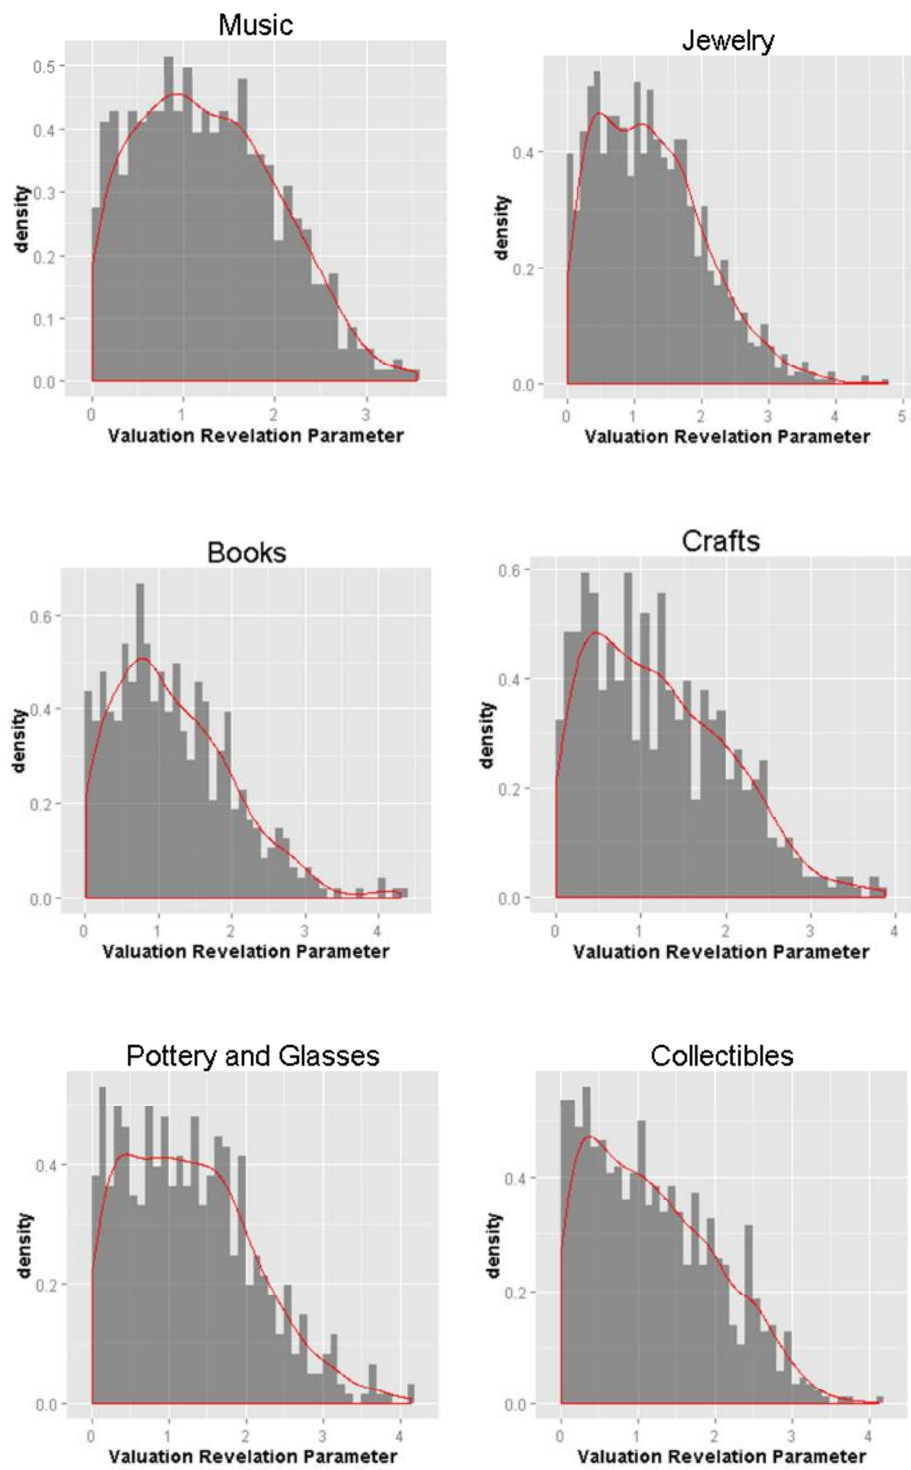 Music
0.5
0.4
0.3
0.2
0.1
0.0
density
0 1 2 3
Valuation Revelation Parameter
Jewelry
0.4
0.2
0.0
density
0 1 2 3 4 5
Valuation Revelation Parameter
Books
0.6
0.4
0.2
0.0
density
0 1 2 3 4
Valuation Revelation Parameter
Crafts
0.6
0.4
0.2
0.0
density
0 1 2 3 4
Valuation Revelation Parameter
Pottery and Glasses
0.4
0.2
0.0
density
0 1 2 3 4
Valuation Revelation Parameter
Collectibles
0.4
0.2
0.0
density
0 1 2 3 4
Valuation Revelation Parameter